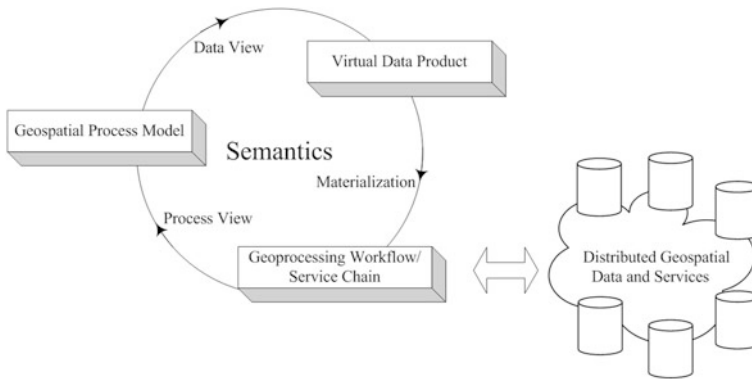 Data View
Virtual Data Product
Geospatial Process Model
Semantics
Materialization
Process View
Geoprocessing Workflow/
Service Chain
Distributed Geospatial
Data and Services